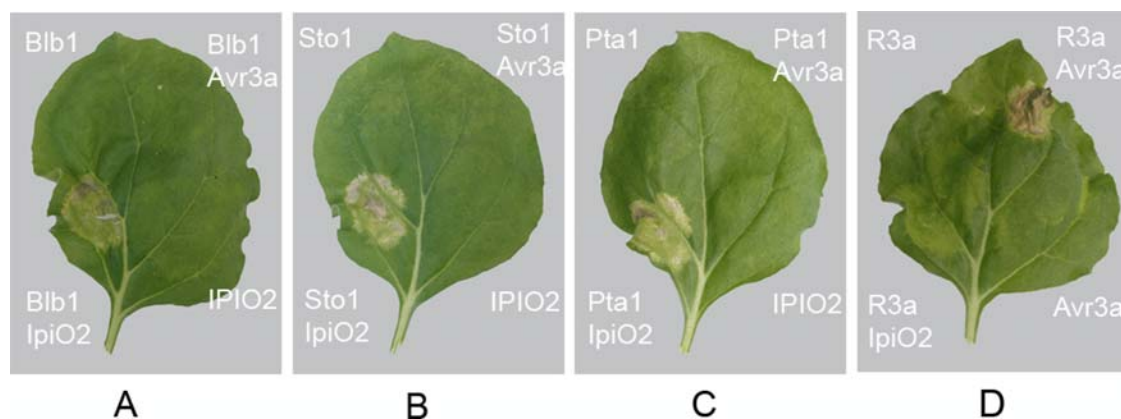 Blb1
Blb1
Avr3a
Blb1
IpiO2
IPIO2
A
Sto1
Sto1
Avr3a
Sto1
IpiO2
IPIO2
B
Pta1
Pta1
Avr3a
Pta1
IpiO2
IPIO2
C
R3a
R3a
Avr3a
R3a
IpiO2
Avr3a
D